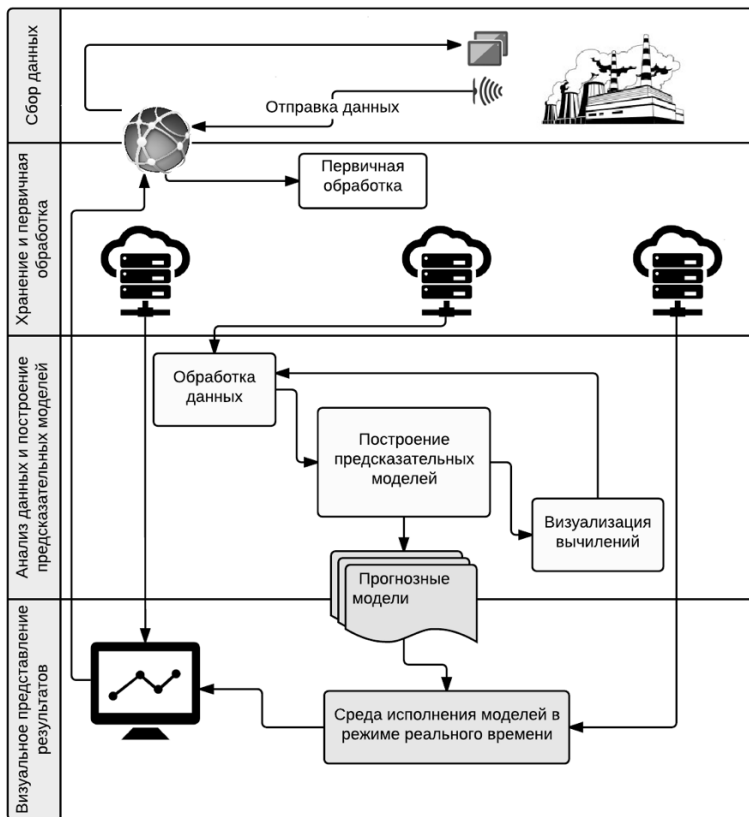 Сбор данных
Отправка данных
Хранение и первичная
обработка
Первичная
обработка
Анализ данных и построение
предсказательных моделей
Обработка
данных
Построение
предсказательных
моделей
Визуализация
вычилений
Прогнозные
модели
Визуальное представление
результатов
Среда исполнения моделей в
режиме реального времени